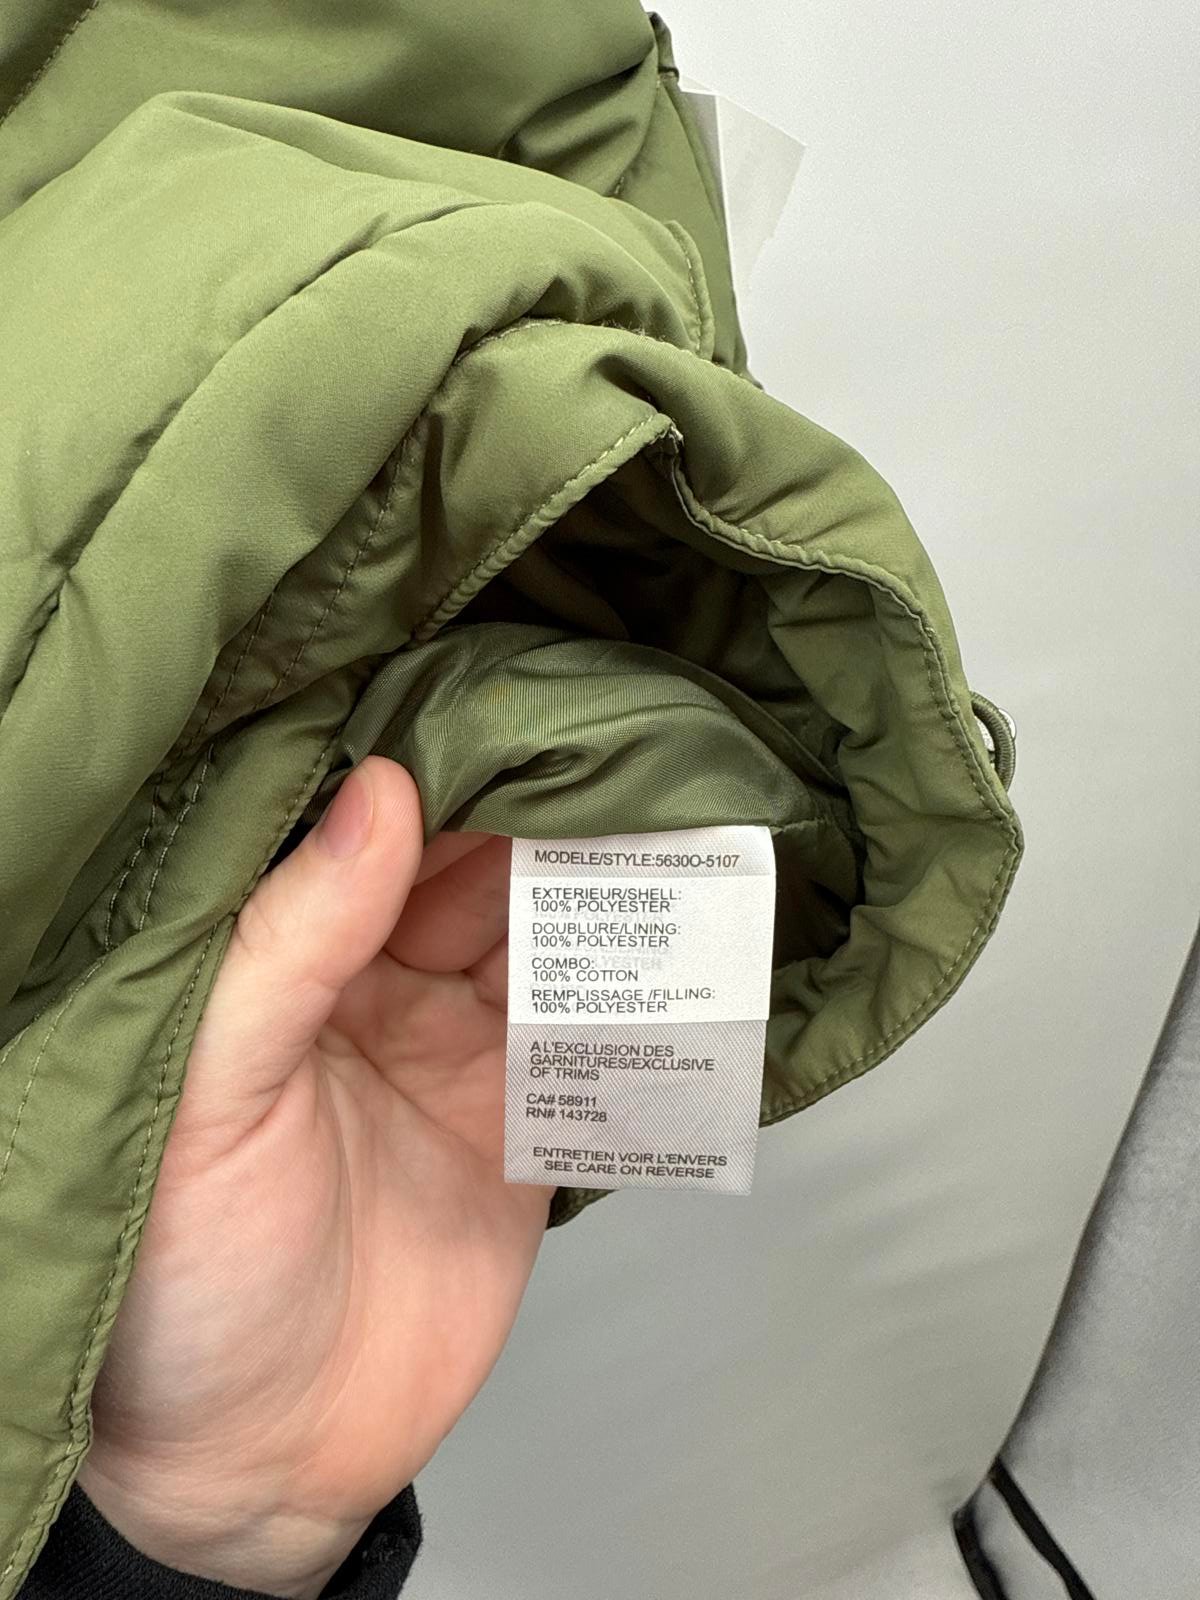 MODELE/STYLE:5630O-5107
EXTERIEUR/SHELL:
100% POLYESTER
DOUBLURE/LINING:
100% POLYESTER
COMBO:
100% COTTON
REMPLISSAGE /FILLING:
100% POLYESTER
A L'EXCLUSION DES
GARNITURES/EXCLUSIVE
OF TRIMS
CA# 58911
RN# 143728
ENTRETIEN VOIR L'ENVERS
SEE CARE ON REVERSE